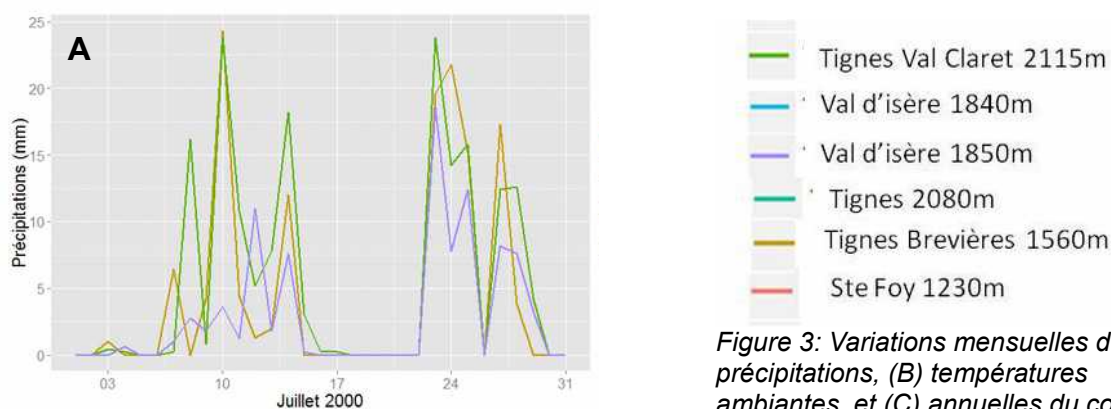 A
25
20
15
10
5
0
Précipitations (mm)
03 10 17 24 31
Juillet 2000
Tignes Val Claret 2115m
Val d'isère 1840m
Val d'isère 1850m
Tignes 2080m
Tignes Brevières 1560m
Ste Foy 1230m
Figure 3: Variations mensuelles d
précipitations, (B) températures
ambiantes, et (C) annuelles du co